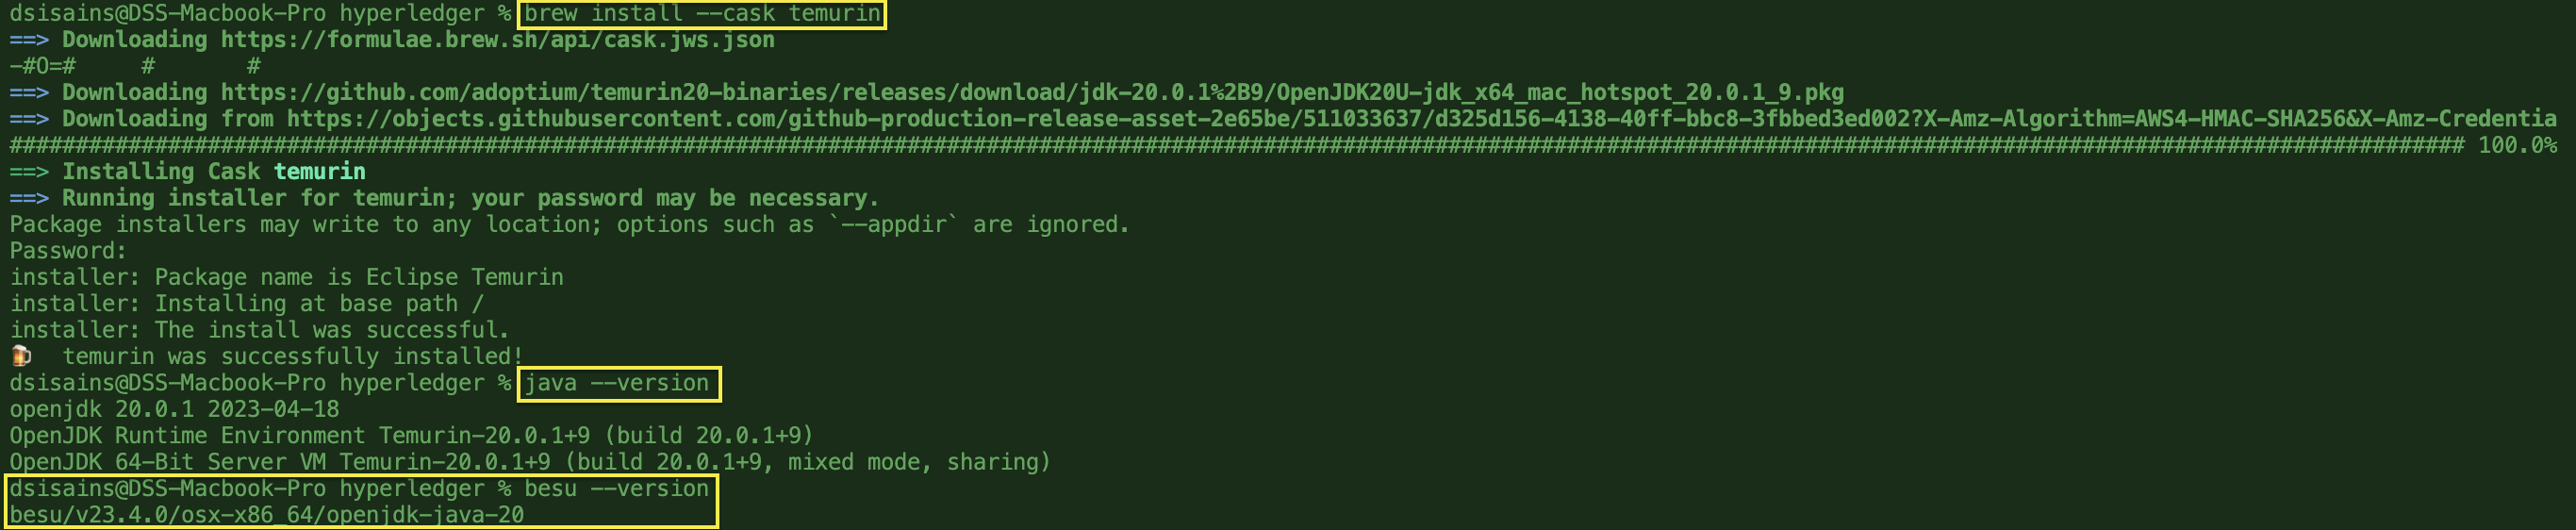 dsisains@DSS-Macbook-Pro hyperledger % brew install --cask temurin
==> Downloading https://formulae.brew.sh/api/cask.jws.json
-#O=#     #       #
==> Downloading https://github.com/adoptium/temurin20-binaries/releases/download/jdk-20.0.1%2B9/OpenJDK20U-jdk_x64_mac_hotspot_20.0.1_9.pkg
==> Downloading from https://objects.githubusercontent.com/github-production-release-asset-2e65be/511033637/d325d156-4138-40ff-bbc8-3fbbed3ed002?X-Amz-Algorithm=AWS4-HMAC-SHA256&X-Amz-Credentia
########################################################################################################################################################################################## 100.0%
==> Installing Cask temurin
==> Running installer for temurin; your password may be necessary.
Package installers may write to any location; options such as `--appdir` are ignored.
Password:
installer: Package name is Eclipse Temurin
installer: Installing at base path /
installer: The install was successful.
🍺  temurin was successfully installed!
dsisains@DSS-Macbook-Pro hyperledger % java --version
openjdk 20.0.1 2023-04-18
OpenJDK Runtime Environment Temurin-20.0.1+9 (build 20.0.1+9)
OpenJDK 64-Bit Server VM Temurin-20.0.1+9 (build 20.0.1+9, mixed mode, sharing)
dsisains@DSS-Macbook-Pro hyperledger % besu --version
besu/v23.4.0/osx-x86_64/openjdk-java-20